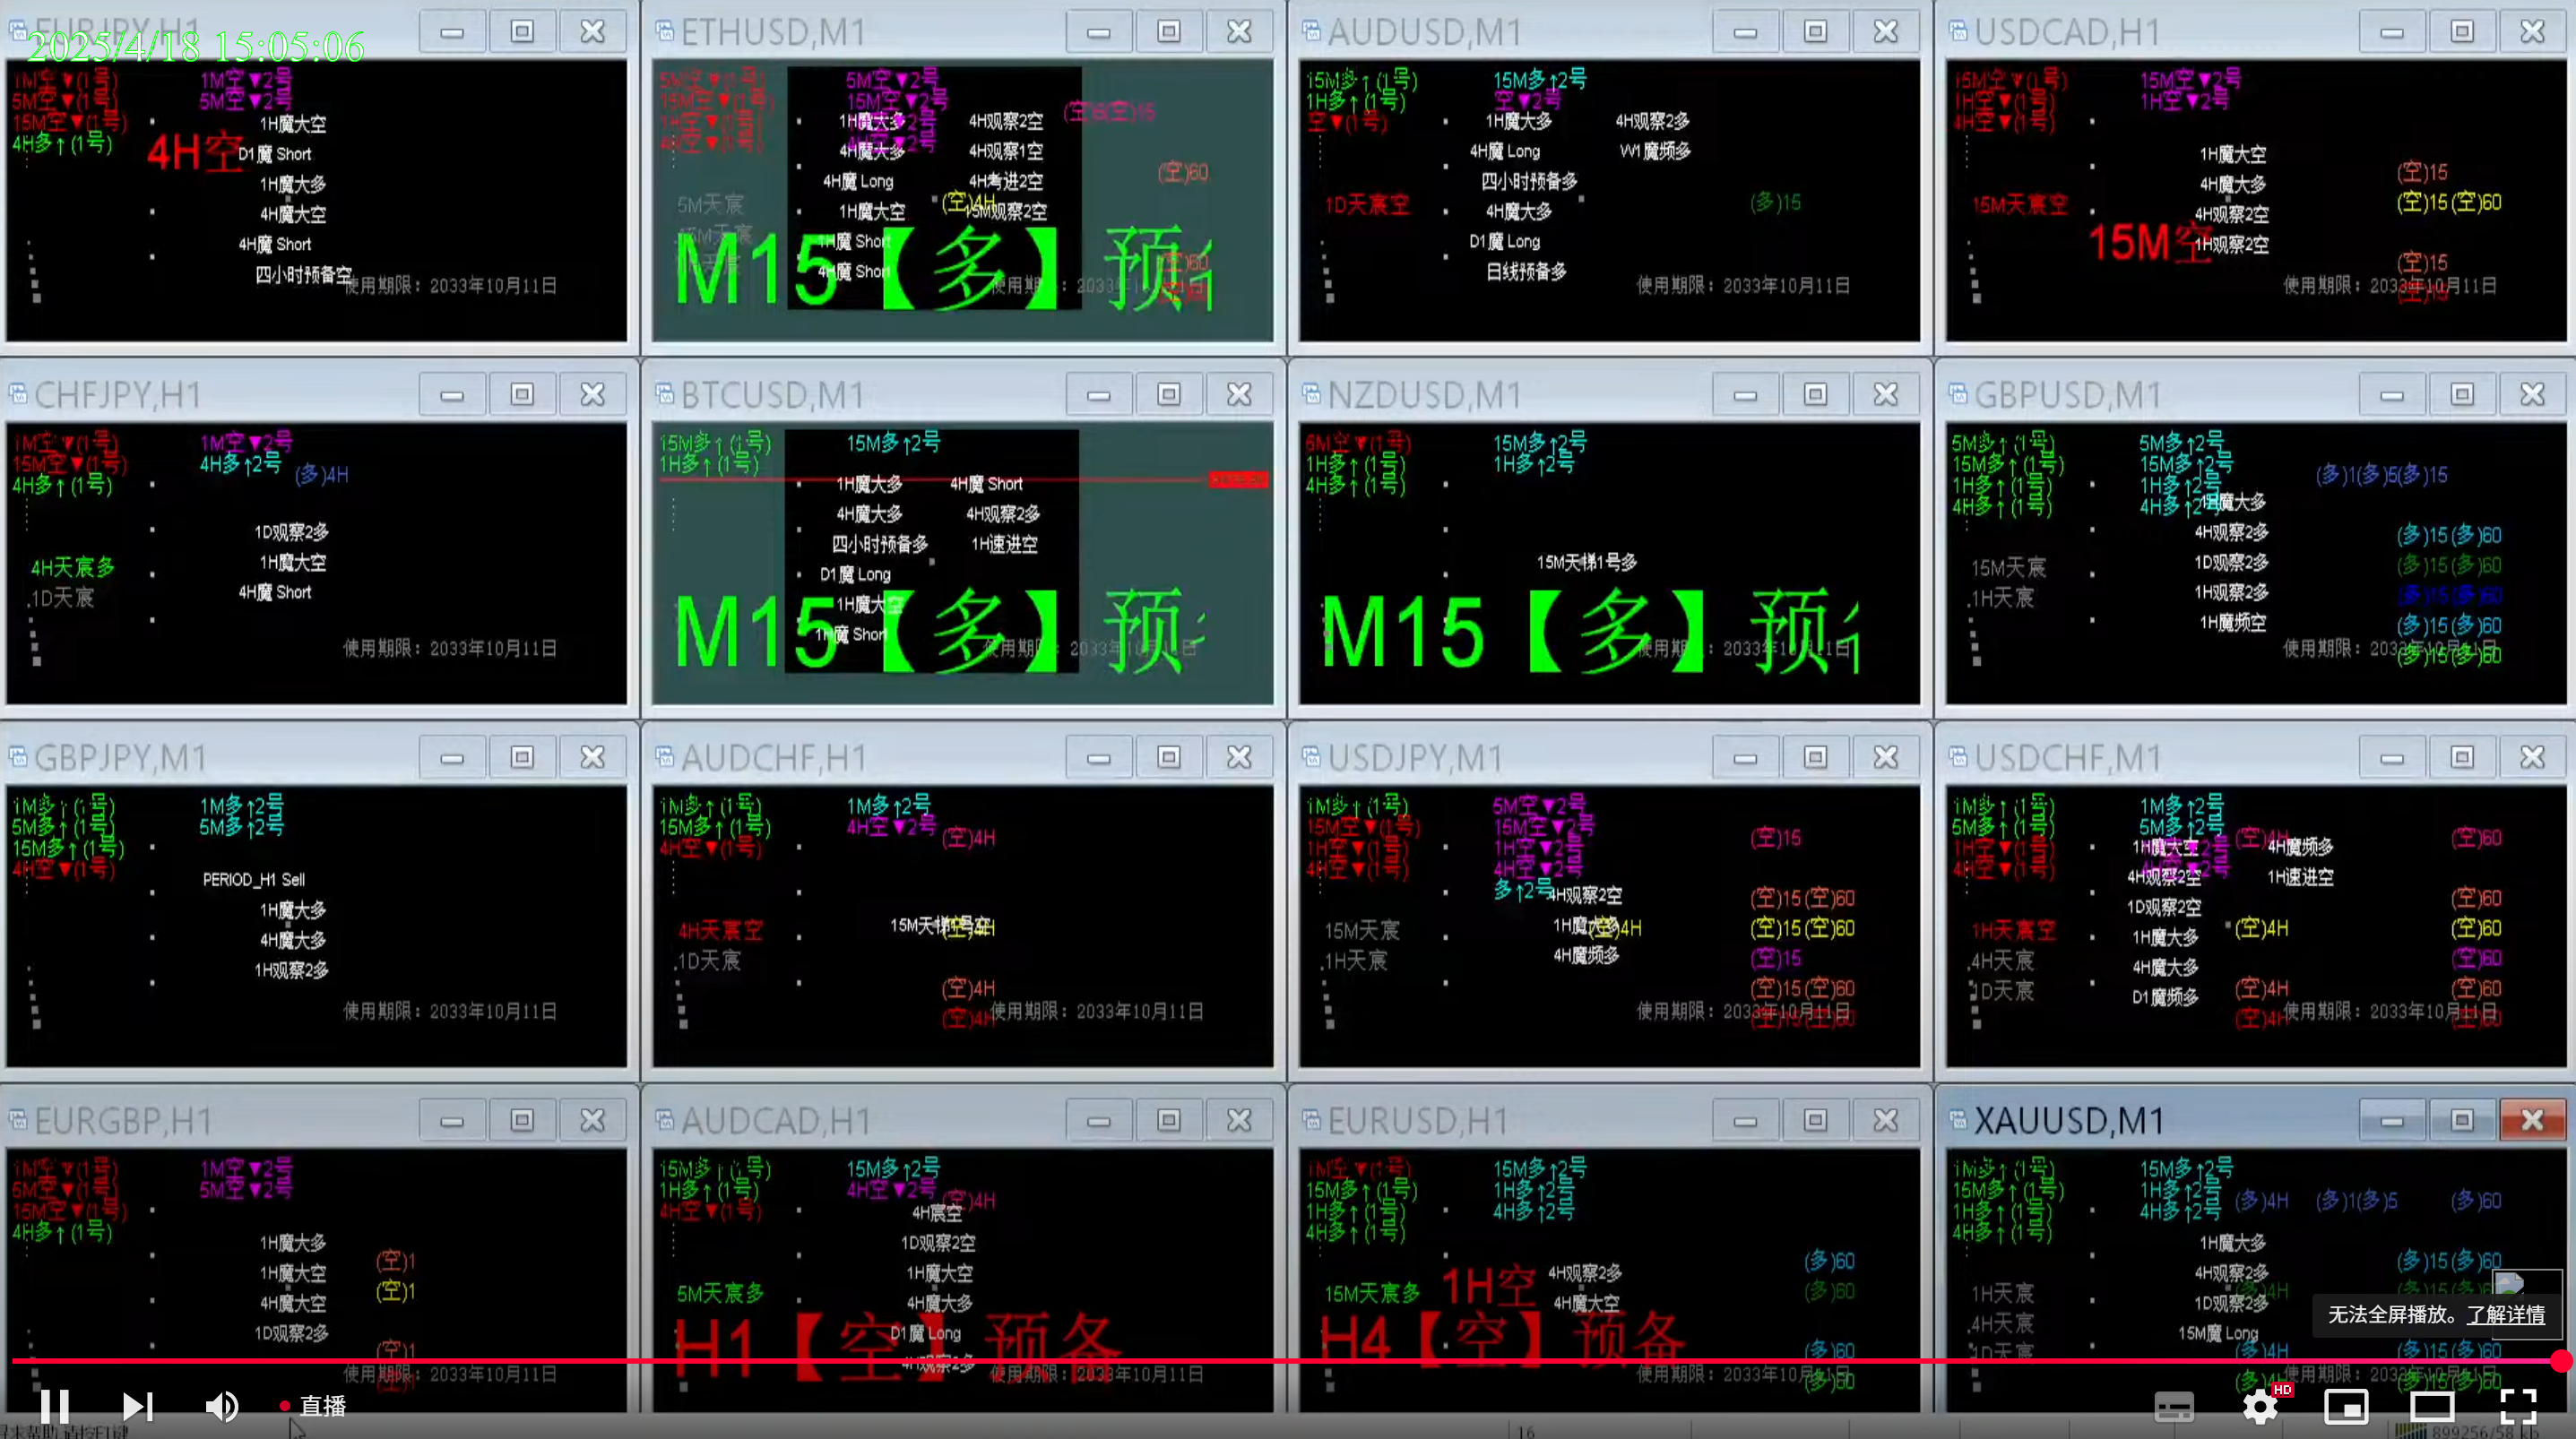 EURJPY,H1
2025/4/18 15:05:06
1M空▼(1号)
1M空▼2号
5M空▼(1号)
5M空▼2号
15M空▼(1号)
4H多↑(1号)
4H空
1H魔大空
D1魔 Short
1H魔大多
4H魔大空
4H魔 Short
四小时预备空
使用期限：2033年10月11日
ETHUSD,M1
5M空▼(1号)
5M空▼2号
15M空▼(1号)
15M空▼2号
1H魔大多
4H观察2空
4H魔大多
4H观察1空
4H魔 Long
4H考进2空
1H魔大空
(空)4H
15M观察2空
1H魔 Short
4H魔 Short
(空)60
5M天宸
M15【多】预
AUDUSD,M1
15M多↑(1号)
15M多↑2号
1H多↑(1号)
空▼2号
空▼(1号)
1H魔大多
4H观察2多
4H魔 Long
W1魔频多
四小时预备多
1D天宸空
4H魔大多
(多)15
D1魔 Long
日线预备多
使用期限：2033年10月11日
USDCAD,H1
15M空▼(1号)
15M空▼2号
1H空▼(1号)
1H空▼2号
4H空▼(1号)
1H魔大空
4H魔大多
(空)15
15M天宸空
4H观察2空
(空)15(空)60
15M空
1H观察2空
(空)15
(空)15
使用期限：2033年10月11日
CHFJPY,H1
1M空▼(1号)
1M空▼2号
15M空▼(1号)
4H多↑2号
(多)4H
4H多↑(1号)
1D观察2多
4H天宸多
1H魔大空
1D天宸
4H魔 Short
使用期限：2033年10月11日
BTCUSD,M1
15M多↑(1号)
15M多↑2号
1H多↑(1号)
1H魔大多
4H魔 Short
4H魔大多
4H观察2多
四小时预备多
1H速进空
D1魔 Long
1H魔大空
1H魔 Short
M15【多】预
NZDUSD,M1
5M空▼(1号)
15M多↑2号
1H多↑(1号)
1H多↑2号
4H多↑(1号)
15M天梯1号多
M15【多】预
GBPUSD,M1
5M多↑(1号)
5M多↑2号
15M多↑(1号)
15M多↑2号
(多)1(多)5(多)15
1H多↑(1号)
1H多↑2号
4H多↑(1号)
4H多↑2号
1H魔大多
4H观察2多
(多)15(多)60
15M天宸
1D观察2多
(多)15(多)60
1H天宸
1H魔大多
(多)15(多)60
1H魔频空
(多)15(多)60
(多)15(多)60
使用期限：2033年10月11日
GBPJPY,M1
1M多↑(1号)
1M多↑2号
5M多↑(1号)
5M多↑2号
15M多↑(1号)
4H空▼(1号)
PERIOD_H1 Sell
1H魔大多
4H魔大多
1H观察2多
使用期限：2033年10月11日
AUDCHF,H1
1M多↑(1号)
1M多↑2号
15M多↑(1号)
4H空▼2号
(空)4H
4H空▼(1号)
4H天宸空
(空)4H
1D天宸
(空)4H
(空)4H
使用期限：2033年10月11日
USDJPY,M1
1M多↑(1号)
5M空▼2号
15M空▼(1号)
15M空▼2号
(空)15
1H空▼(1号)
1H空▼2号
4H空▼(1号)
4H空▼2号
多↑2号
4H观察2空
(空)15(空)60
15M天宸
1H魔大多
(空)4H
(空)15(空)60
1H天宸
4H魔频多
(空)15
(空)15(空)60
(空)15(空)60
使用期限：2033年10月11日
USDCHF,M1
1M多↑(1号)
1M多↑2号
5M多↑(1号)
5M多↑2号
(空)4H
(空)60
1H空▼(1号)
1H魔大空
4H魔频多
4H空▼(1号)
4H观察2空
1H速进空
1D观察2空
(空)60
1H天宸空
1H魔大多
(空)4H
(空)60
4H天宸
4H魔大多
(空)60
1D天宸
D1魔频多
(空)4H
(空)60
(空)4H
(空)60
使用期限：2033年10月11日
EURGBP,H1
1M空▼(1号)
1M空▼2号
5M空▼(1号)
5M空▼2号
15M空▼(1号)
4H多↑(1号)
1H魔大多
(空)1
1H魔大空
(空)1
4H魔大空
1D观察2多
(空)1
使用期限：2033年10月11日
AUDCAD,H1
15M多↑(1号)
15M多↑2号
1H多↑(1号)
4H空▼2号
(空)4H
4H空▼(1号)
4H宸空
1D观察2空
1H魔大空
5M天宸多
4H魔大多
D1魔 Long
4H观察2多
H1【空】预备
使用期限：2033年10月11日
EURUSD,H1
1M空▼(1号)
15M多↑2号
15M多↑(1号)
1H多↑2号
1H多↑(1号)
4H多↑2号
4H多↑(1号)
(多)60
1H空
4H观察2多
(多)60
15M天宸多
4H魔大空
H4【空】预备
(多)60
(多)60
使用期限：2033年10月11日
XAUUSD,M1
1M多↑(1号)
15M多↑2号
15M多↑(1号)
1H多↑2号
1H多↑(1号)
4H多↑2号
(多)4H
(多)1(多)5
(多)60
4H多↑(1号)
1H魔大多
(多)15(多)60
4H观察2多
1H天宸
1D观察2多
4H天宸
15M魔 Long
1D天宸
(多)4H
(多)15(多)60
使用期限：2033年10月11日
无法全屏播放。了解详情
直播
HD
16